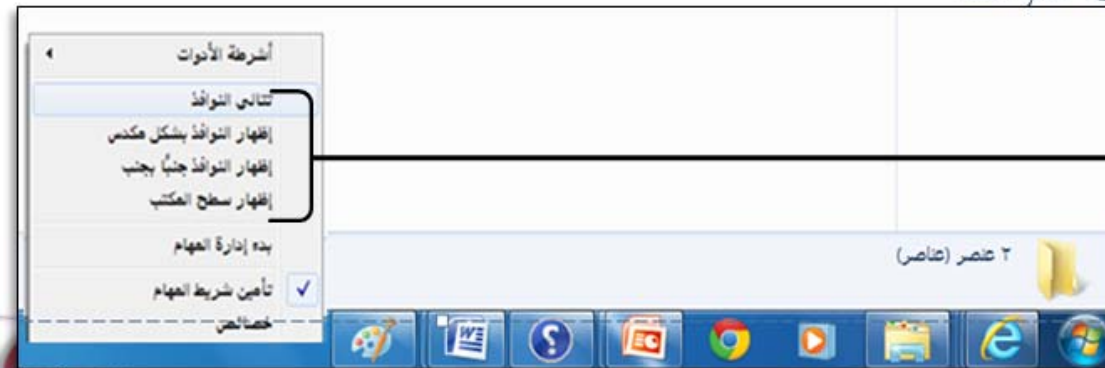 أشرطة الأدوات
تتالي النوافذ
إظهار النوافذ بشكل مكدس
إظهار النوافذ جنبًا بجنب
إظهار سطح المكتب
بدء إدارة المهام
تأمين شريط المهام
خصائص
٢ عنصر (عناصر)